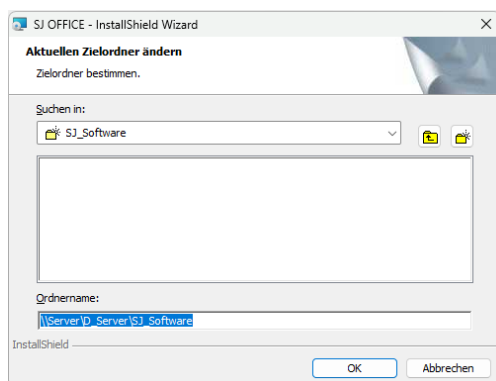 SJ OFFICE - InstallShield Wizard
Aktuellen Zielordner ändern
Zielordner bestimmen.
Suchen in:
SJ_Software
Ordnername:
\\Server\D_Server\SJ_Software
InstallShield
OK Abbrechen